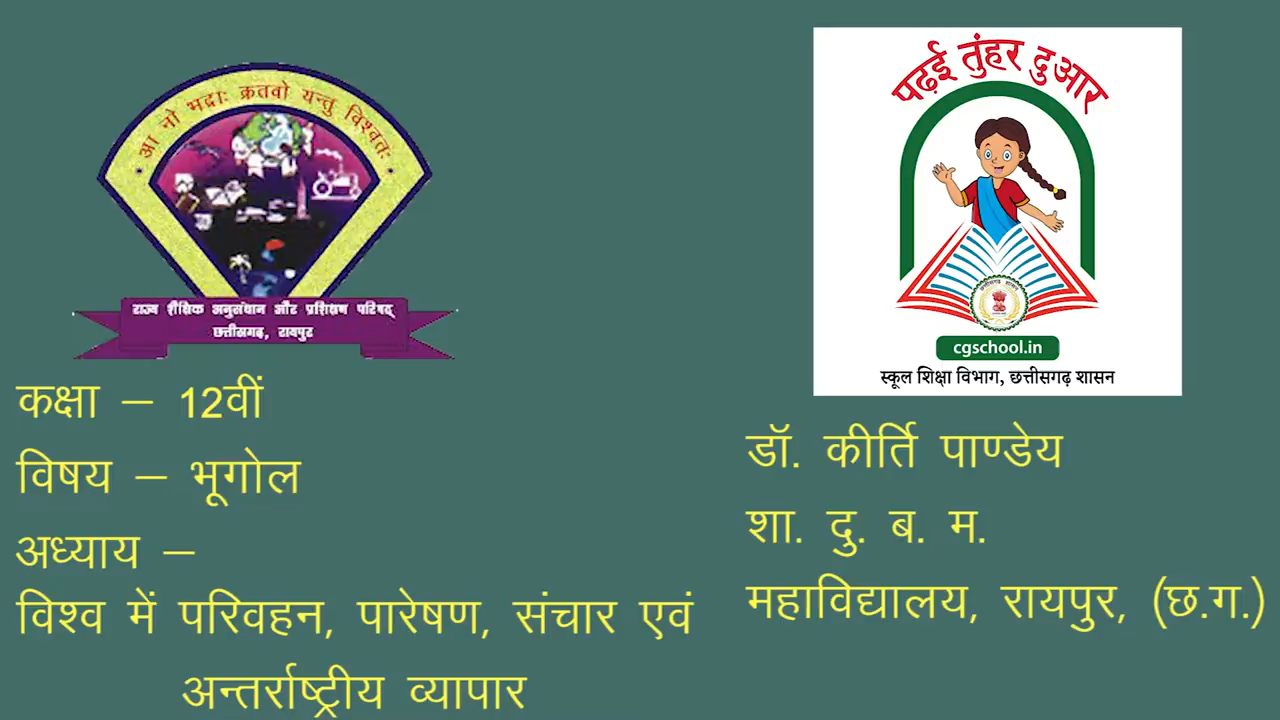 आ नो भद्राः क्रतवो यन्तु विश्वतः
राज्य शैक्षिक अनुसंधान और प्रशिक्षण परिषद्
छत्तीसगढ़, रायपुर
कक्षा – 12वीं
विषय – भूगोल
अध्याय –
विश्व में परिवहन, पारेषण, संचार एवं
अन्तर्राष्ट्रीय व्यापार
पढ़ई तुंहर दुआर
cgschool.in
स्कूल शिक्षा विभाग, छत्तीसगढ़ शासन
डॉ. कीर्ति पाण्डेय
शा. दु. ब. म.
महाविद्यालय, रायपुर, (छ.ग.)